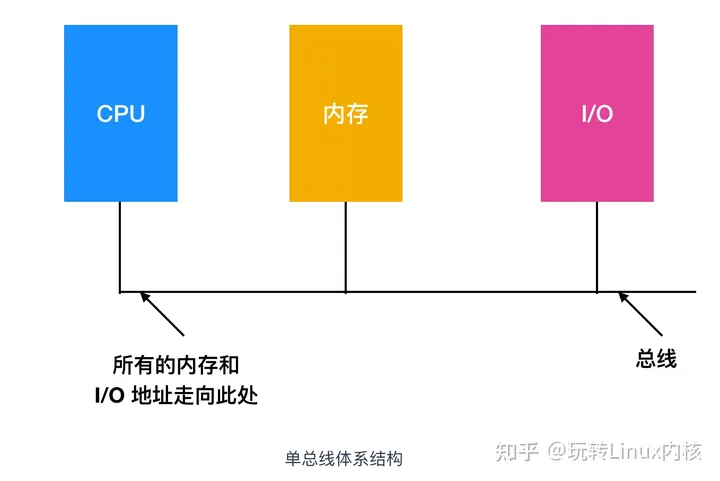 CPU
内存
I/O
所有的内存和
I/O 地址走向此处
总线
单总线体系结构
知乎 @玩转Linux内核